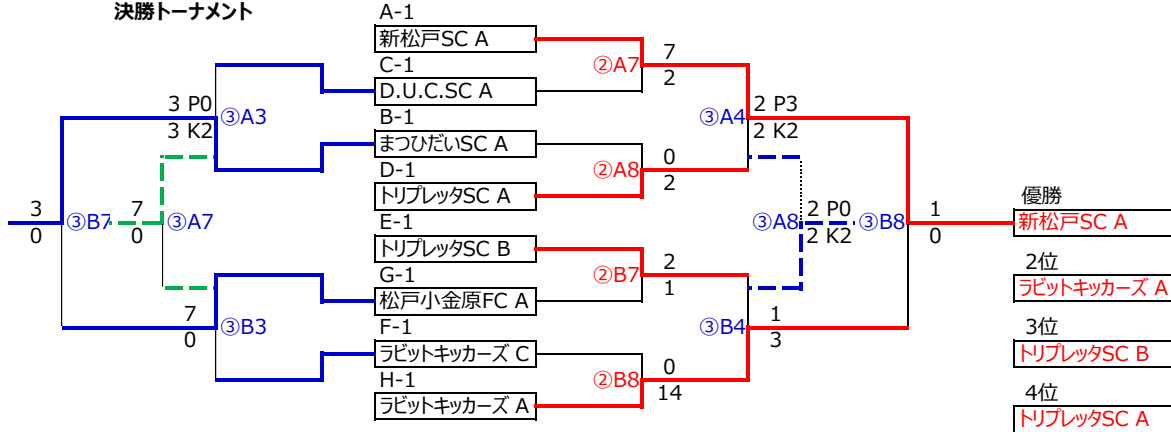 決勝トーナメント
A-1
新松戸SC A
C-1
D.U.C.SC A
B-1
まつひだいSC A
D-1
トリプレッタSC A
E-1
トリプレッタSC B
G-1
松戸小金原FC A
F-1
ラビットキッカーズ C
H-1
ラビットキッカーズ A
3 P0
③A3
3 K2
3
③B7
0
7
③A7
0
7
③B3
0
②A7
7
2
②A8
0
2
②B7
2
1
②B8
0
14
③A4
2 P3
2 K2
③A8
2 P0
2 K2
③B8
③B4
1
3
1
0
優勝
新松戸SC A
2位
ラビットキッカーズ A
3位
トリプレッタSC B
4位
トリプレッタSC A